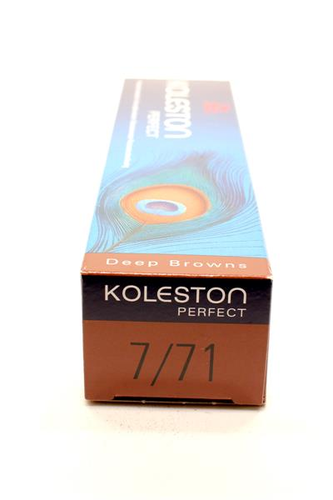 KOLESTON
PERFECT
Deep Browns
KOLESTON
PERFECT
7/71